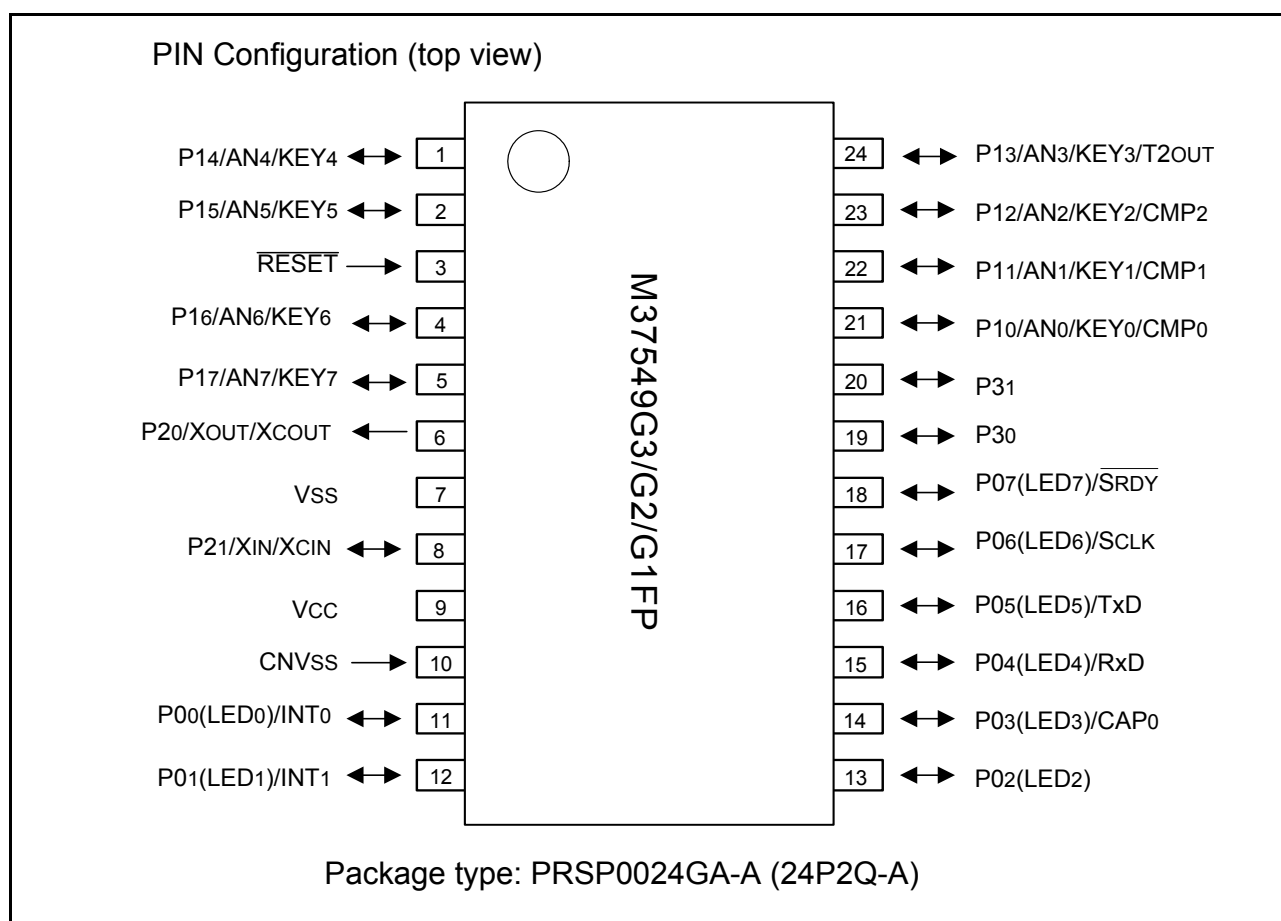 PIN Configuration (top view)
P14/AN4/KEY4 1
P15/AN5/KEY5 2
RESET 3
P16/AN6/KEY6 4
P17/AN7/KEY7 5
P20/XOUT/XCOUT 6
VSS 7
P21/XIN/XCIN 8
VCC 9
CNVSS 10
P00(LED0)/INT0 11
P01(LED1)/INT1 12
M37549G3/G2/G1FP
24 P13/AN3/KEY3/T2OUT
23 P12/AN2/KEY2/CMP2
22 P11/AN1/KEY1/CMP1
21 P10/AN0/KEY0/CMP0
20 P31
19 P30
18 P07(LED7)/SRDY
17 P06(LED6)/SCLK
16 P05(LED5)/TxD
15 P04(LED4)/RxD
14 P03(LED3)/CAP0
13 P02(LED2)
Package type: PRSP0024GA-A (24P2Q-A)